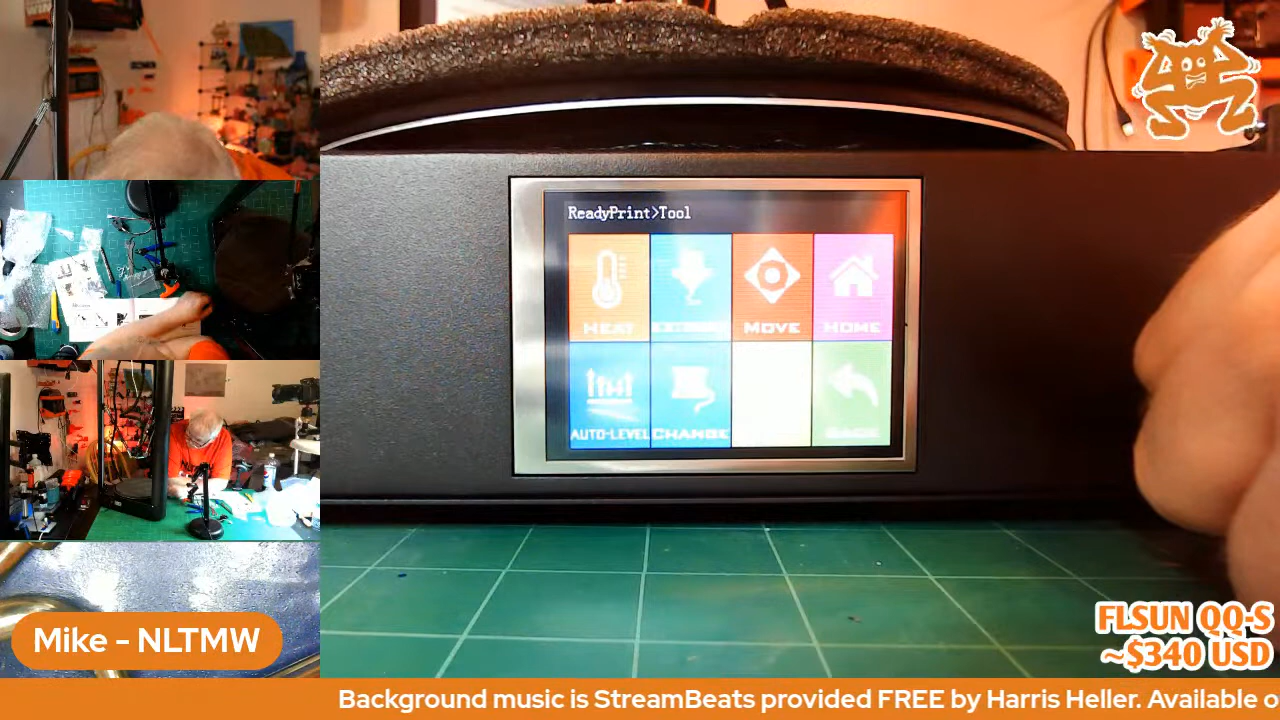 ReadyPrint>Tool
HEAT
MOVE
HOME
AUTO-LEVEL
CHANGE
BACK
Mike - NLTMW
FLSUN QQ-S
~$340 USD
Background music is StreamBeats provided FREE by Harris Heller. Available o